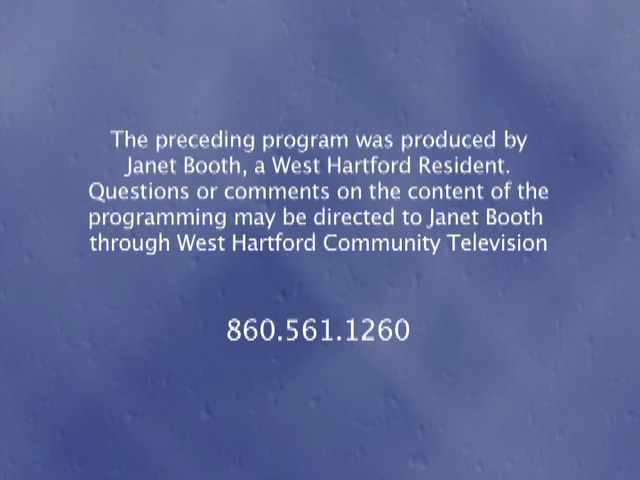 The preceding program was produced by
Janet Booth, a West Hartford Resident.
Questions or comments on the content of the
programming may be directed to Janet Booth
through West Hartford Community Television
860.561.1260